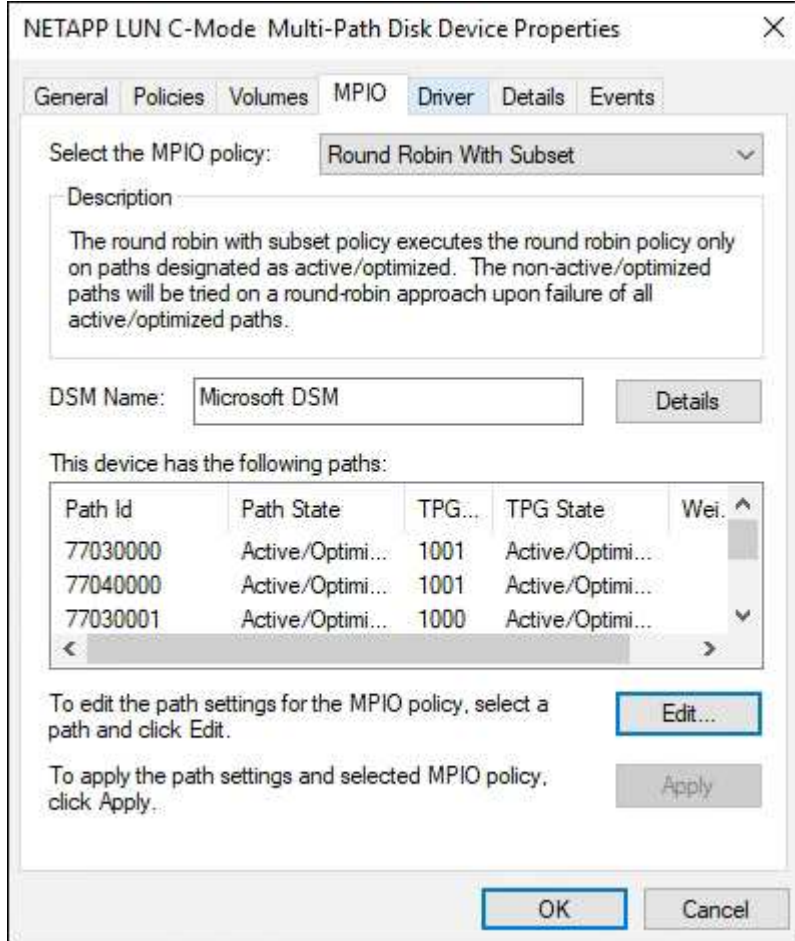 NETAPP LUN C-Mode  Multi-Path Disk Device Properties
General Policies Volumes MPIO Driver Details Events
Select the MPIO policy: Round Robin With Subset
Description
The round robin with subset policy executes the round robin policy only
on paths designated as active/optimized.  The non-active/optimized
paths will be tried on a round-robin approach upon failure of all
active/optimized paths.
DSM Name: Microsoft DSM Details
This device has the following paths:
Path Id Path State TPG... TPG State Wei.
77030000 Active/Optimi... 1001 Active/Optimi...
77040000 Active/Optimi... 1001 Active/Optimi...
77030001 Active/Optimi... 1000 Active/Optimi...
To edit the path settings for the MPIO policy, select a
path and click Edit.
Edit...
To apply the path settings and selected MPIO policy,
click Apply.
Apply
OK Cancel